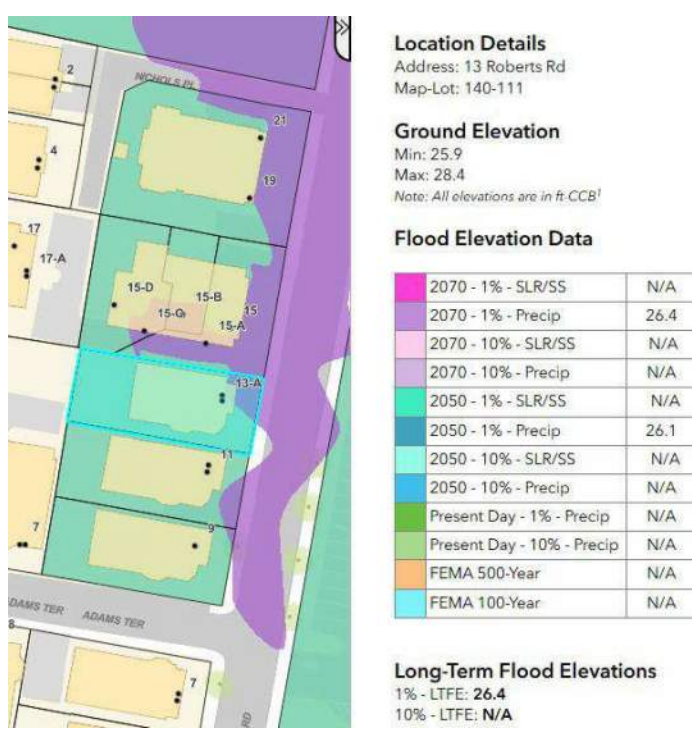 »
2
NICHOLS PL
21
4
19
17
17-A
15-D
15-B
15
15-A
13-A
11
9
7
ADAMS TER
ADAMS TER
8
7
RD
Location Details
Address: 13 Roberts Rd
Map-Lot: 140-111
Ground Elevation
Min: 25.9
Max: 28.4
Note: All elevations are in ft-CCB¹
Flood Elevation Data
2070 - 1% - SLR/SS N/A
2070 - 1% - Precip 26.4
2070 - 10% - SLR/SS N/A
2070 - 10% - Precip N/A
2050 - 1% - SLR/SS N/A
2050 - 1% - Precip 26.1
2050 - 10% - SLR/SS N/A
2050 - 10% - Precip N/A
Present Day - 1% - Precip N/A
Present Day - 10% - Precip N/A
FEMA 500-Year N/A
FEMA 100-Year N/A
Long-Term Flood Elevations
1% - LTFE: 26.4
10% - LTFE: N/A